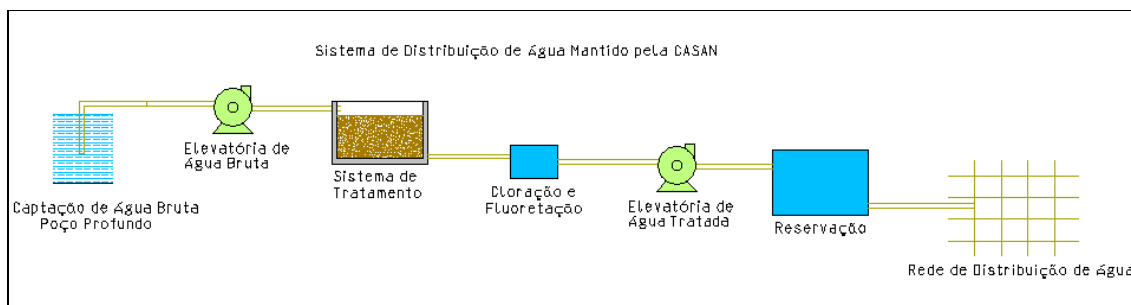 Sistema de Distribuição de Água Mantido pela CASAN
Elevatória de
Água Bruta
Sistema de
Tratamento
Captação de Água Bruta
Poço Profundo
Cloração e
Fluoretação
Elevatória de
Água Tratada
Reservação
Rede de Distribuição de Água